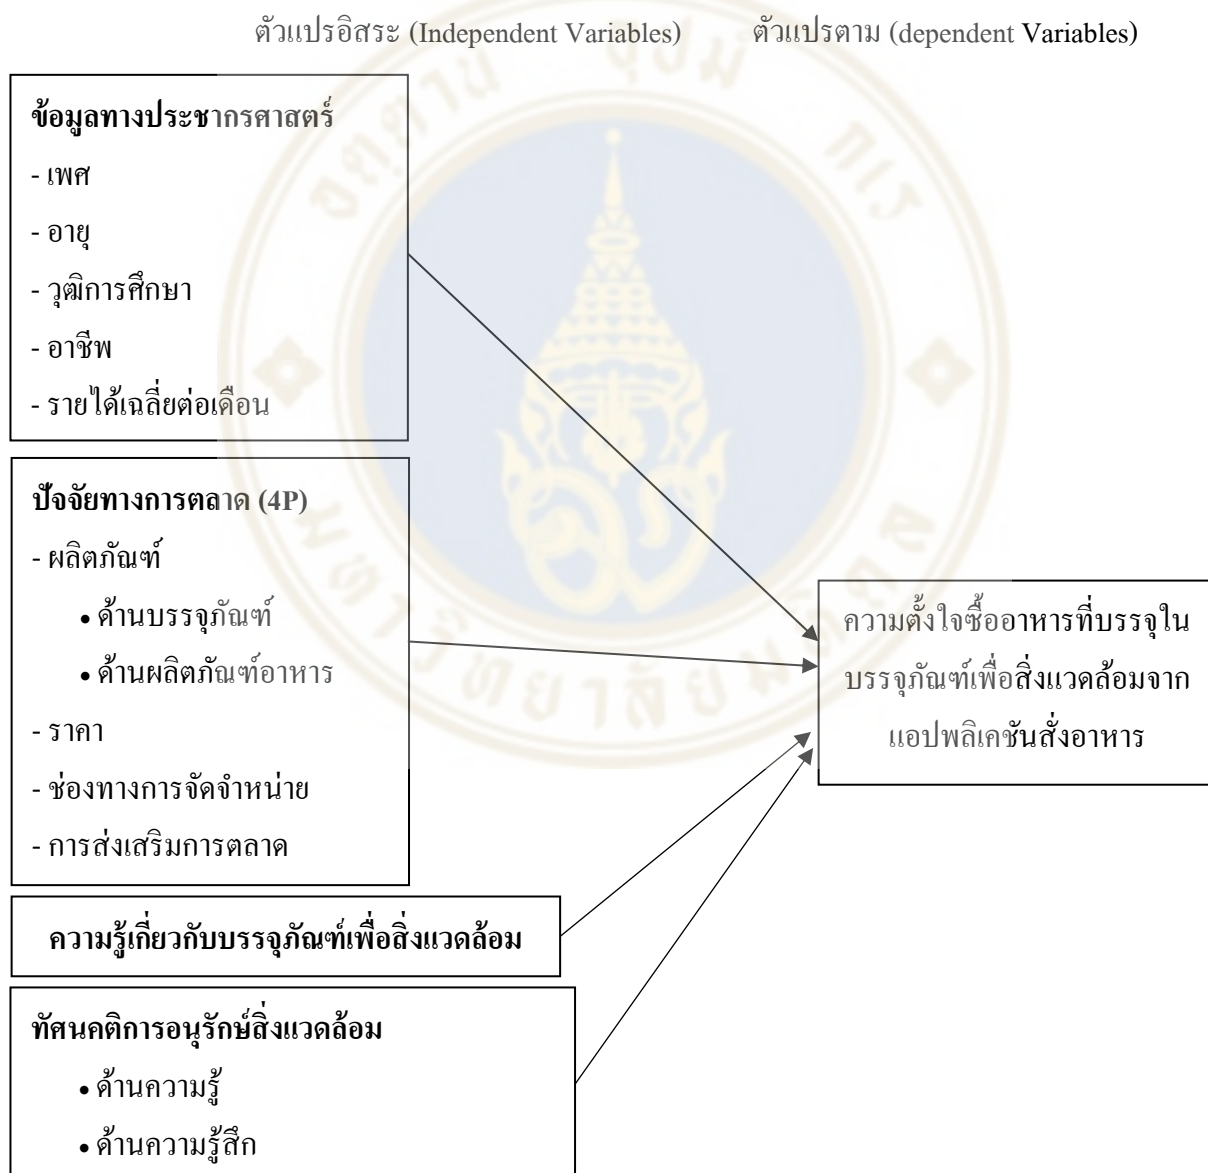 ตัวแปรอิสระ (Independent Variables) ตัวแปรตาม (dependent Variables)
ข้อมูลทางประชากรศาสตร์
- เพศ
- อายุ
- วุฒิการศึกษา
- อาชีพ
- รายได้เฉลี่ยต่อเดือน
ปัจจัยทางการตลาด (4P)
- ผลิตภัณฑ์
• ด้านบรรจุภัณฑ์
• ด้านผลิตภัณฑ์อาหาร
- ราคา
- ช่องทางการจัดจำหน่าย
- การส่งเสริมการตลาด
ความรู้เกี่ยวกับบรรจุภัณฑ์เพื่อสิ่งแวดล้อม
ทัศนคติการอนุรักษ์สิ่งแวดล้อม
• ด้านความรู้
• ด้านความรู้สึก
ความตั้งใจซื้ออาหารที่บรรจุใน
บรรจุภัณฑ์เพื่อสิ่งแวดล้อมจาก
แอปพลิเคชันสั่งอาหาร
มหาวิทยาลัยมหิดล